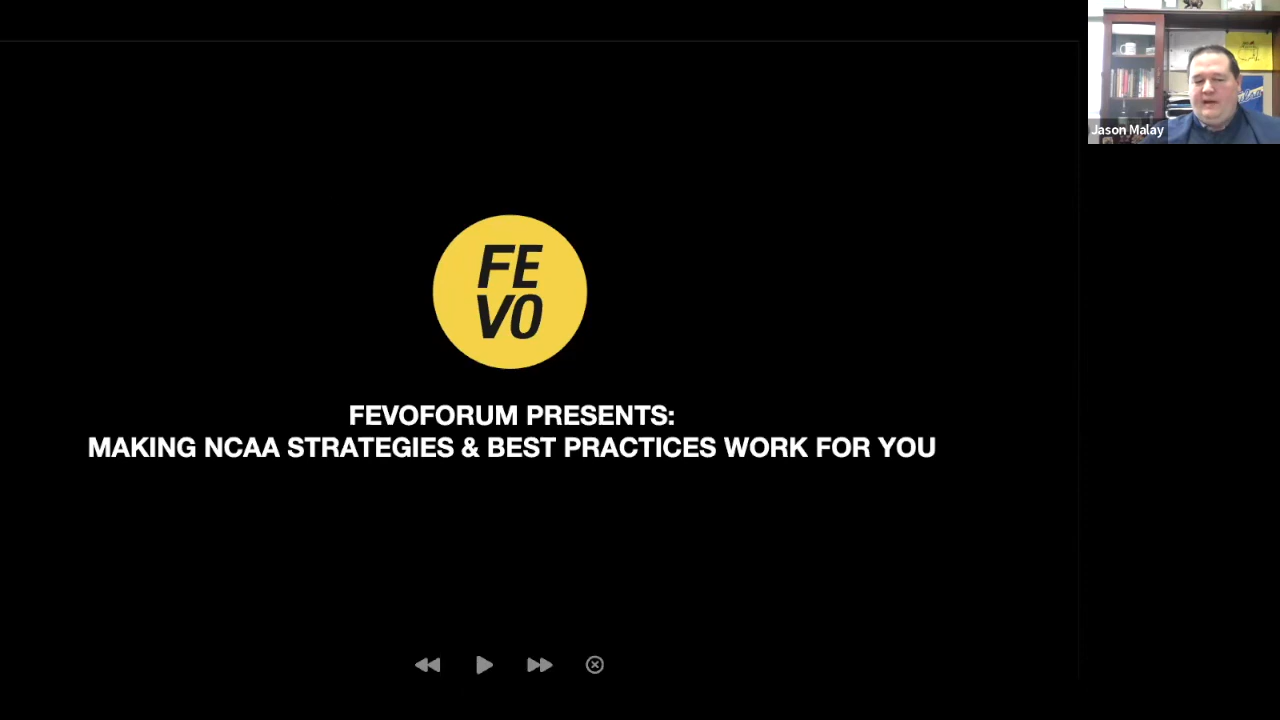 FE
VO
FEVOFORUM PRESENTS:
MAKING NCAA STRATEGIES & BEST PRACTICES WORK FOR YOU
Jason Malay